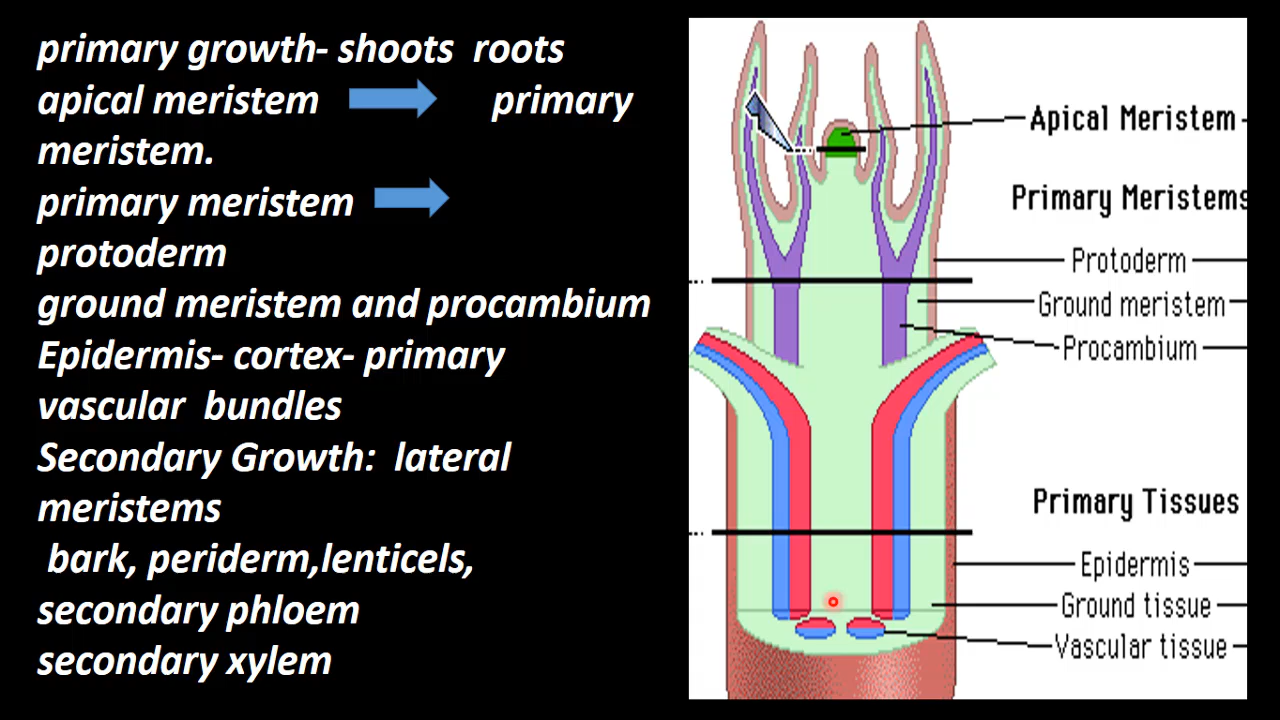 primary growth- shoots roots
apical meristem primary
meristem.
primary meristem
protoderm
ground meristem and procambium
Epidermis- cortex- primary
vascular bundles
Secondary Growth: lateral
meristems
bark, periderm,lenticels,
secondary phloem
secondary xylem
Apical Meristem
Primary Meristems
Protoderm
Ground meristem
Procambium
Primary Tissues
Epidermis
Ground tissue
Vascular tissue